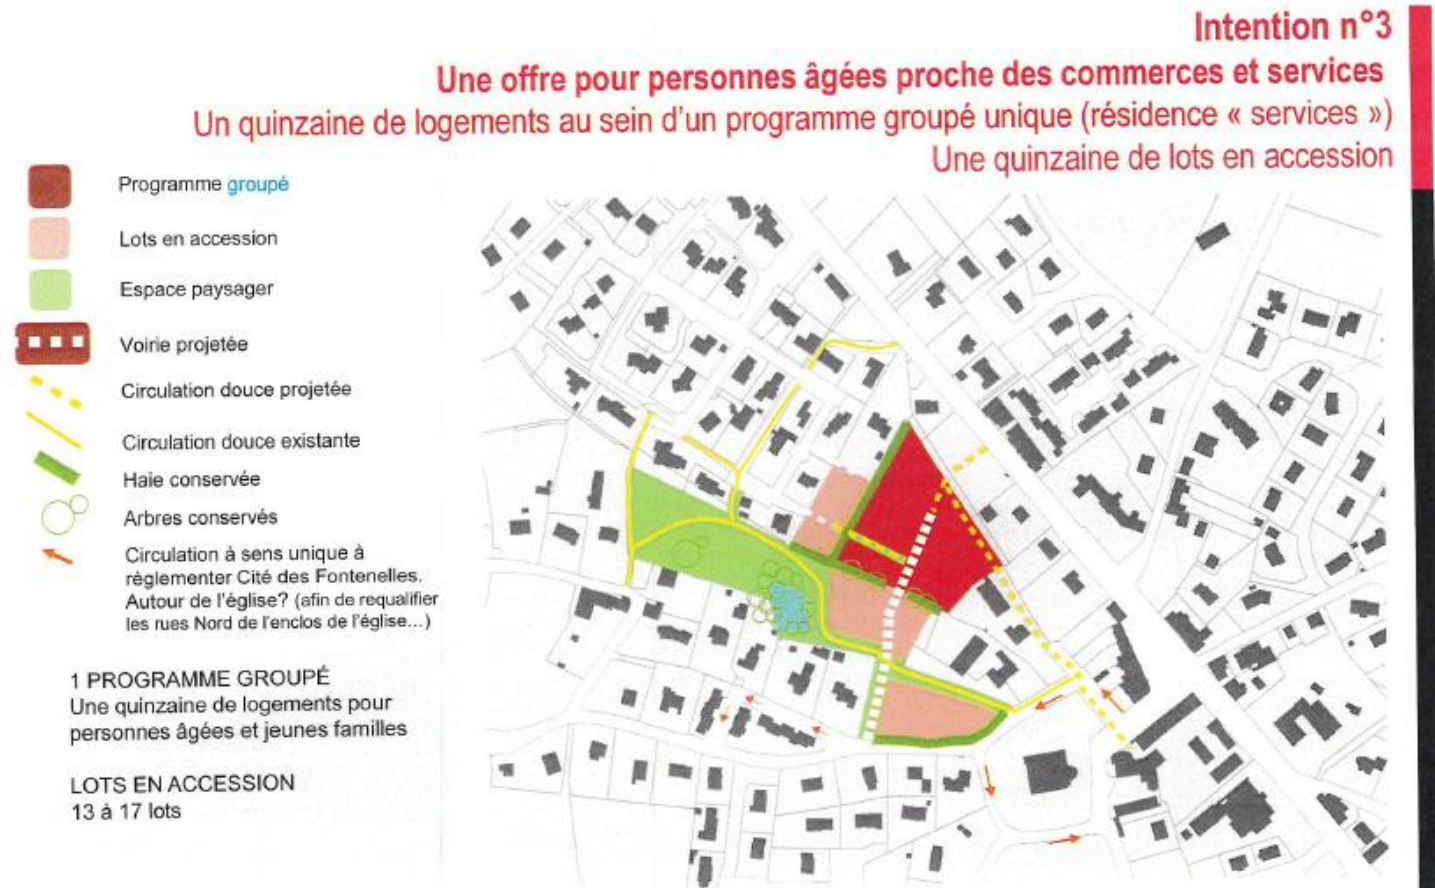 Intention n°3
Une offre pour personnes âgées proche des commerces et services
Un quinzaine de logements au sein d'un programme groupé unique (résidence « services »)
Une quinzaine de lots en accession
Programme groupé
Lots en accession
Espace paysager
Voirie projetée
Circulation douce projetée
Circulation douce existante
Haie conservée
Arbres conservés
Circulation à sens unique à
règlementer Cité des Fontenelles.
Autour de l'église? (afin de requalifier
les rues Nord de l'enclos de l'église...)
1 PROGRAMME GROUPÉ
Une quinzaine de logements pour
personnes âgées et jeunes familles
LOTS EN ACCESSION
13 à 17 lots